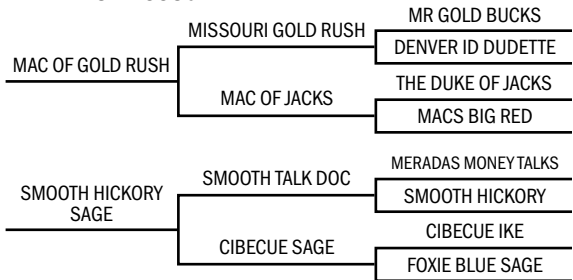 MR GOLD BUCKS
MISSOURI GOLD RUSH
DENVER ID DUDETTE
MAC OF GOLD RUSH
THE DUKE OF JACKS
MAC OF JACKS
MACS BIG RED
MERADAS MONEY TALKS
SMOOTH TALK DOC
SMOOTH HICKORY
SMOOTH HICKORY
SAGE
CIBECUE IKE
CIBECUE SAGE
FOXIE BLUE SAGE